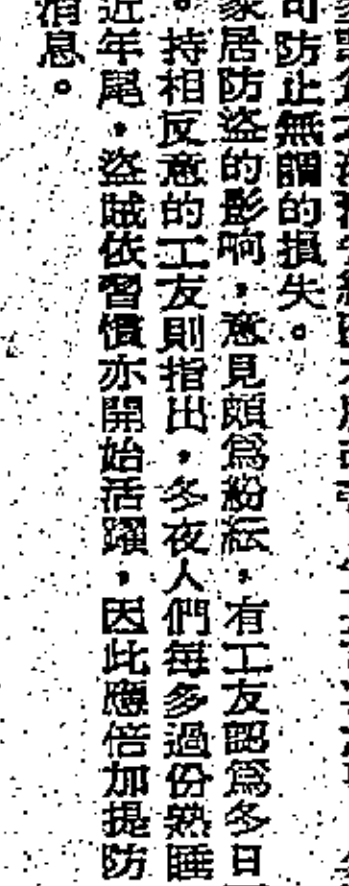 可防止無謂的損失。
家居防盜的影响，意見頗爲紛紜，有工友認爲冬日
。持相反意的工友則指出，冬夜人們每多過份熟睡
近年尾，盜賊依習慣亦開始活躍，因此應倍加提防
消息。